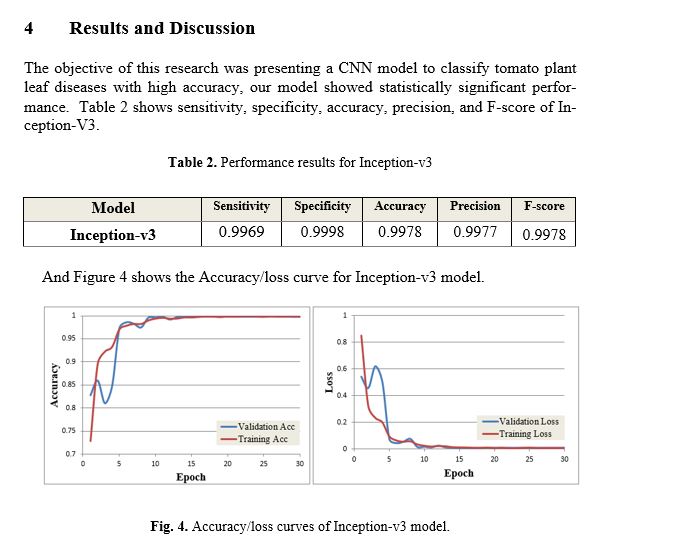 4 Results and Discussion
The objective of this research was presenting a CNN model to classify tomato plant
leaf diseases with high accuracy, our model showed statistically significant perfor-
mance. Table 2 shows sensitivity, specificity, accuracy, precision, and F-score of In-
ception-V3.
Table 2. Performance results for Inception-v3
Model Sensitivity Specificity Accuracy Precision F-score
Inception-v3 0.9969 0.9998 0.9978 0.9977 0.9978
And Figure 4 shows the Accuracy/loss curve for Inception-v3 model.
Accuracy
1
0.95
0.9
0.85
0.8
0.75
0.7
0 5 10 15 20 25 30
Epoch
Validation Acc
Training Acc
Loss
1
0.8
0.6
0.4
0.2
0
0 5 10 15 20 25 30
Epoch
Validation Loss
Training Loss
Fig. 4. Accuracy/loss curves of Inception-v3 model.